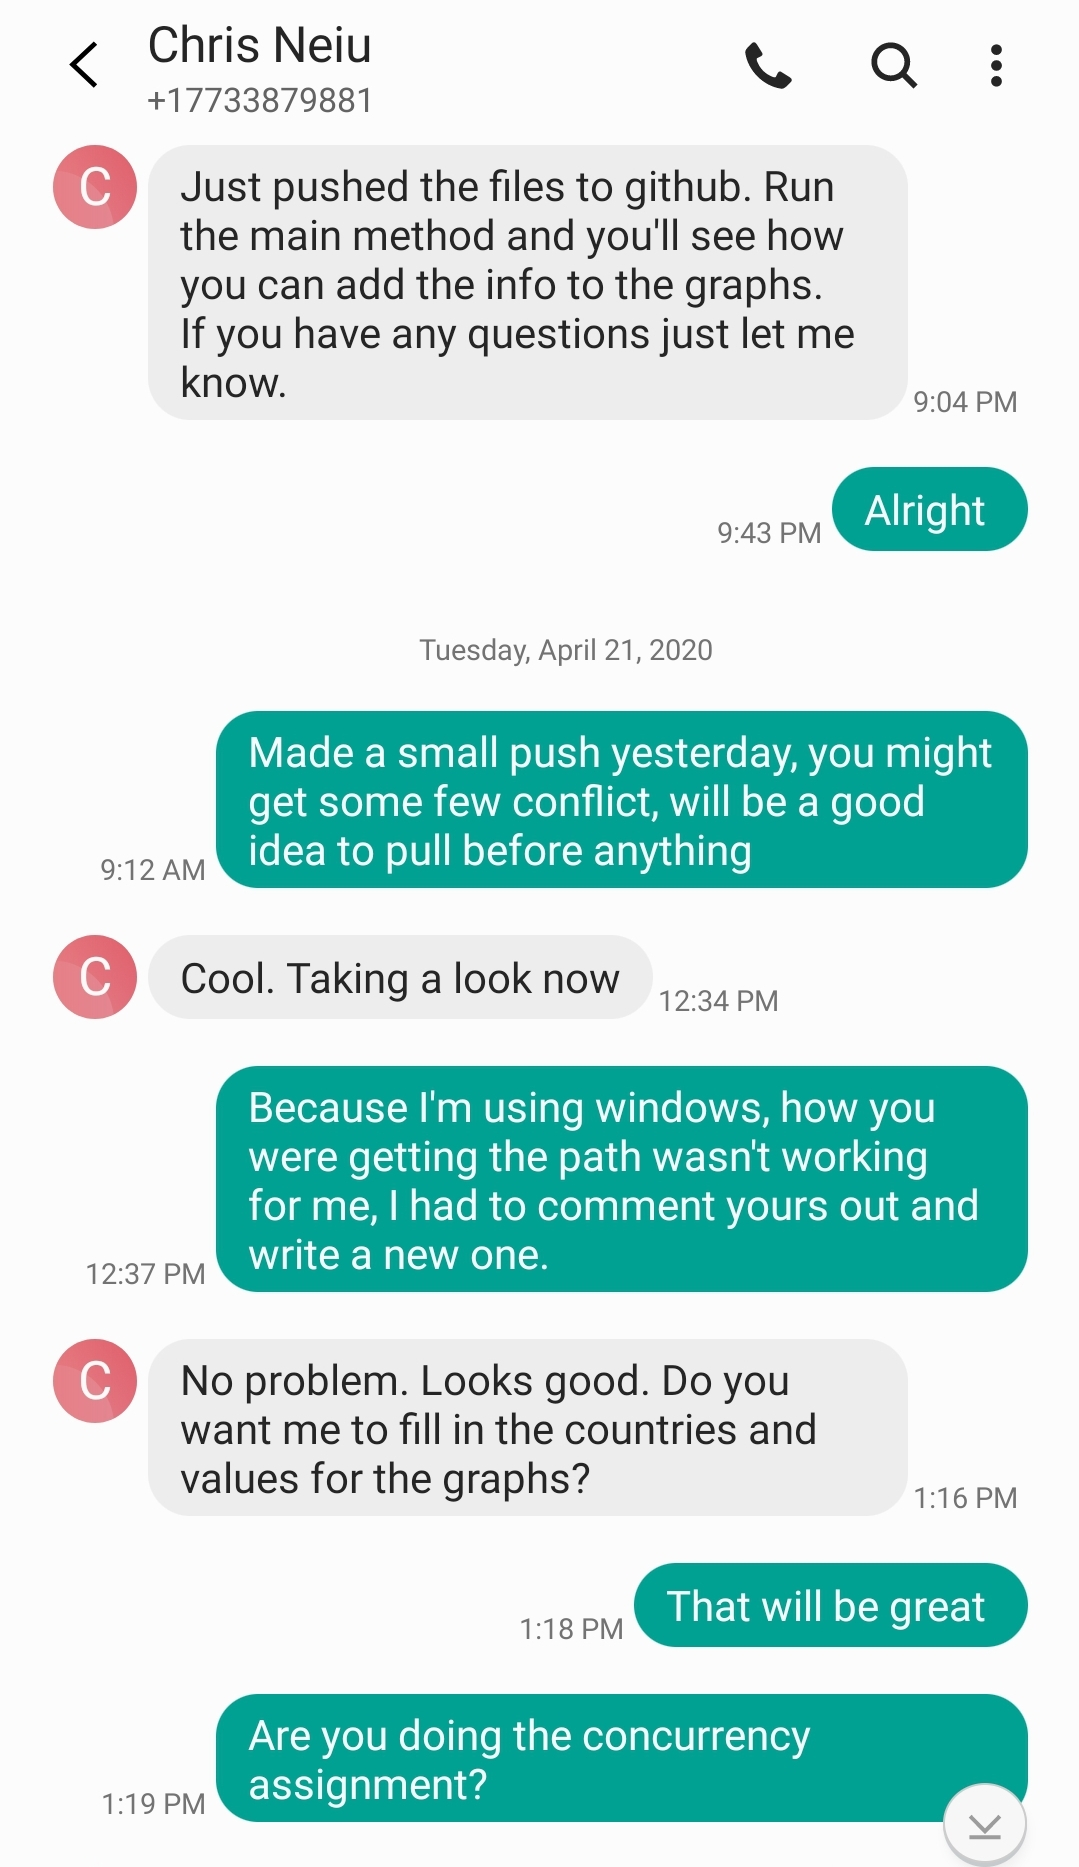 Chris Neiu
+17733879881
C
Just pushed the files to github. Run
the main method and you'll see how
you can add the info to the graphs.
If you have any questions just let me
know.
9:04 PM
Alright
9:43 PM
Tuesday, April 21, 2020
Made a small push yesterday, you might
get some few conflict, will be a good
idea to pull before anything
9:12 AM
C
Cool. Taking a look now
12:34 PM
Because I'm using windows, how you
were getting the path wasn't working
for me, I had to comment yours out and
write a new one.
12:37 PM
C
No problem. Looks good. Do you
want me to fill in the countries and
values for the graphs?
1:16 PM
That will be great
1:18 PM
Are you doing the concurrency
assignment?
1:19 PM